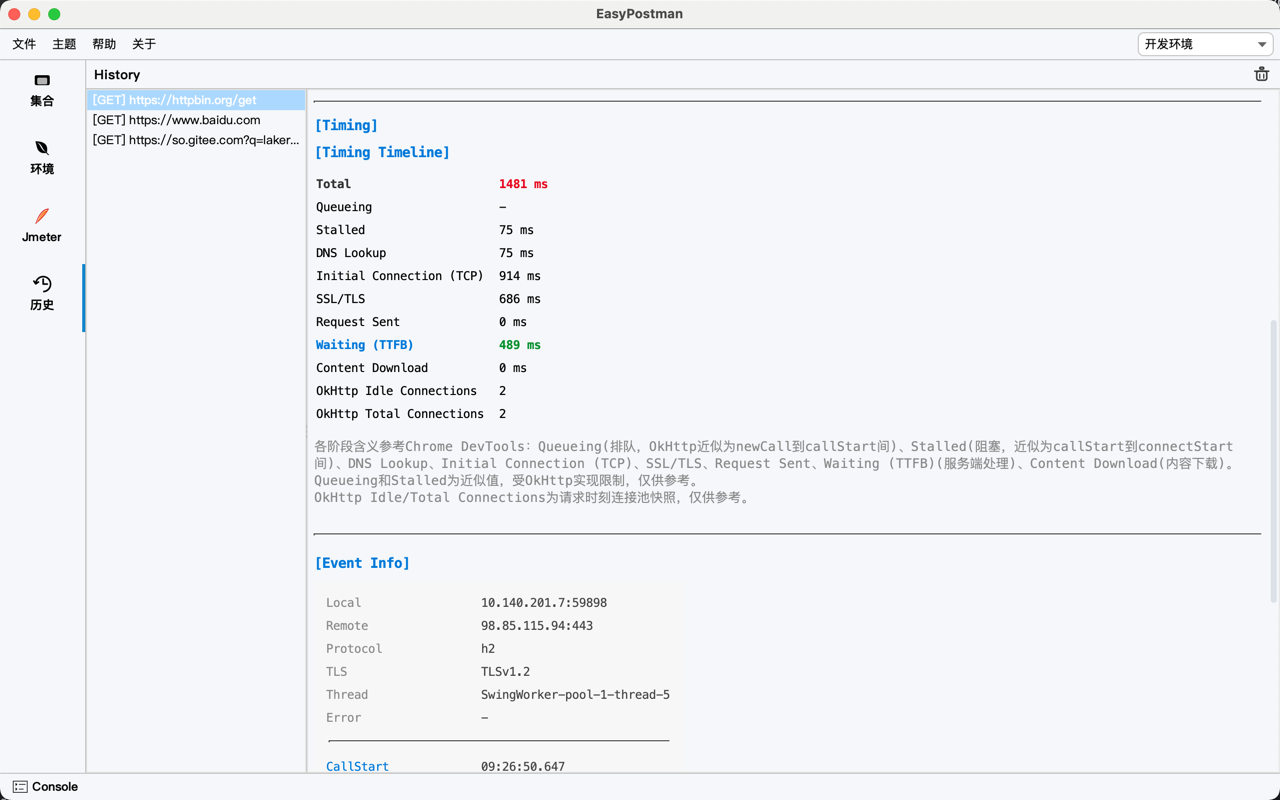 EasyPostman
文件 主题 帮助 关于
开发环境
集合
环境
Jmeter
历史
History
[GET] https://httpbin.org/get
[GET] https://www.baidu.com
[GET] https://so.gitee.com?q=laker...
[Timing]
[Timing Timeline]
Total 1481 ms
Queueing –
Stalled 75 ms
DNS Lookup 75 ms
Initial Connection (TCP) 914 ms
SSL/TLS 686 ms
Request Sent 0 ms
Waiting (TTFB) 489 ms
Content Download 0 ms
OkHttp Idle Connections 2
OkHttp Total Connections 2
各阶段含义参考Chrome DevTools：Queueing(排队，OkHttp近似为newCall到callStart间)、Stalled(阻塞，近似为callStart到connectStart
间)、DNS Lookup、Initial Connection (TCP)、SSL/TLS、Request Sent、Waiting (TTFB)(服务端处理)、Content Download(内容下载)。
Queueing和Stalled为近似值，受OkHttp实现限制，仅供参考。
OkHttp Idle/Total Connections为请求时刻连接池快照，仅供参考。
[Event Info]
Local 10.140.201.7:59898
Remote 98.85.115.94:443
Protocol h2
TLS TLSv1.2
Thread SwingWorker-pool-1-thread-5
Error –
CallStart 09:26:50.647
Console